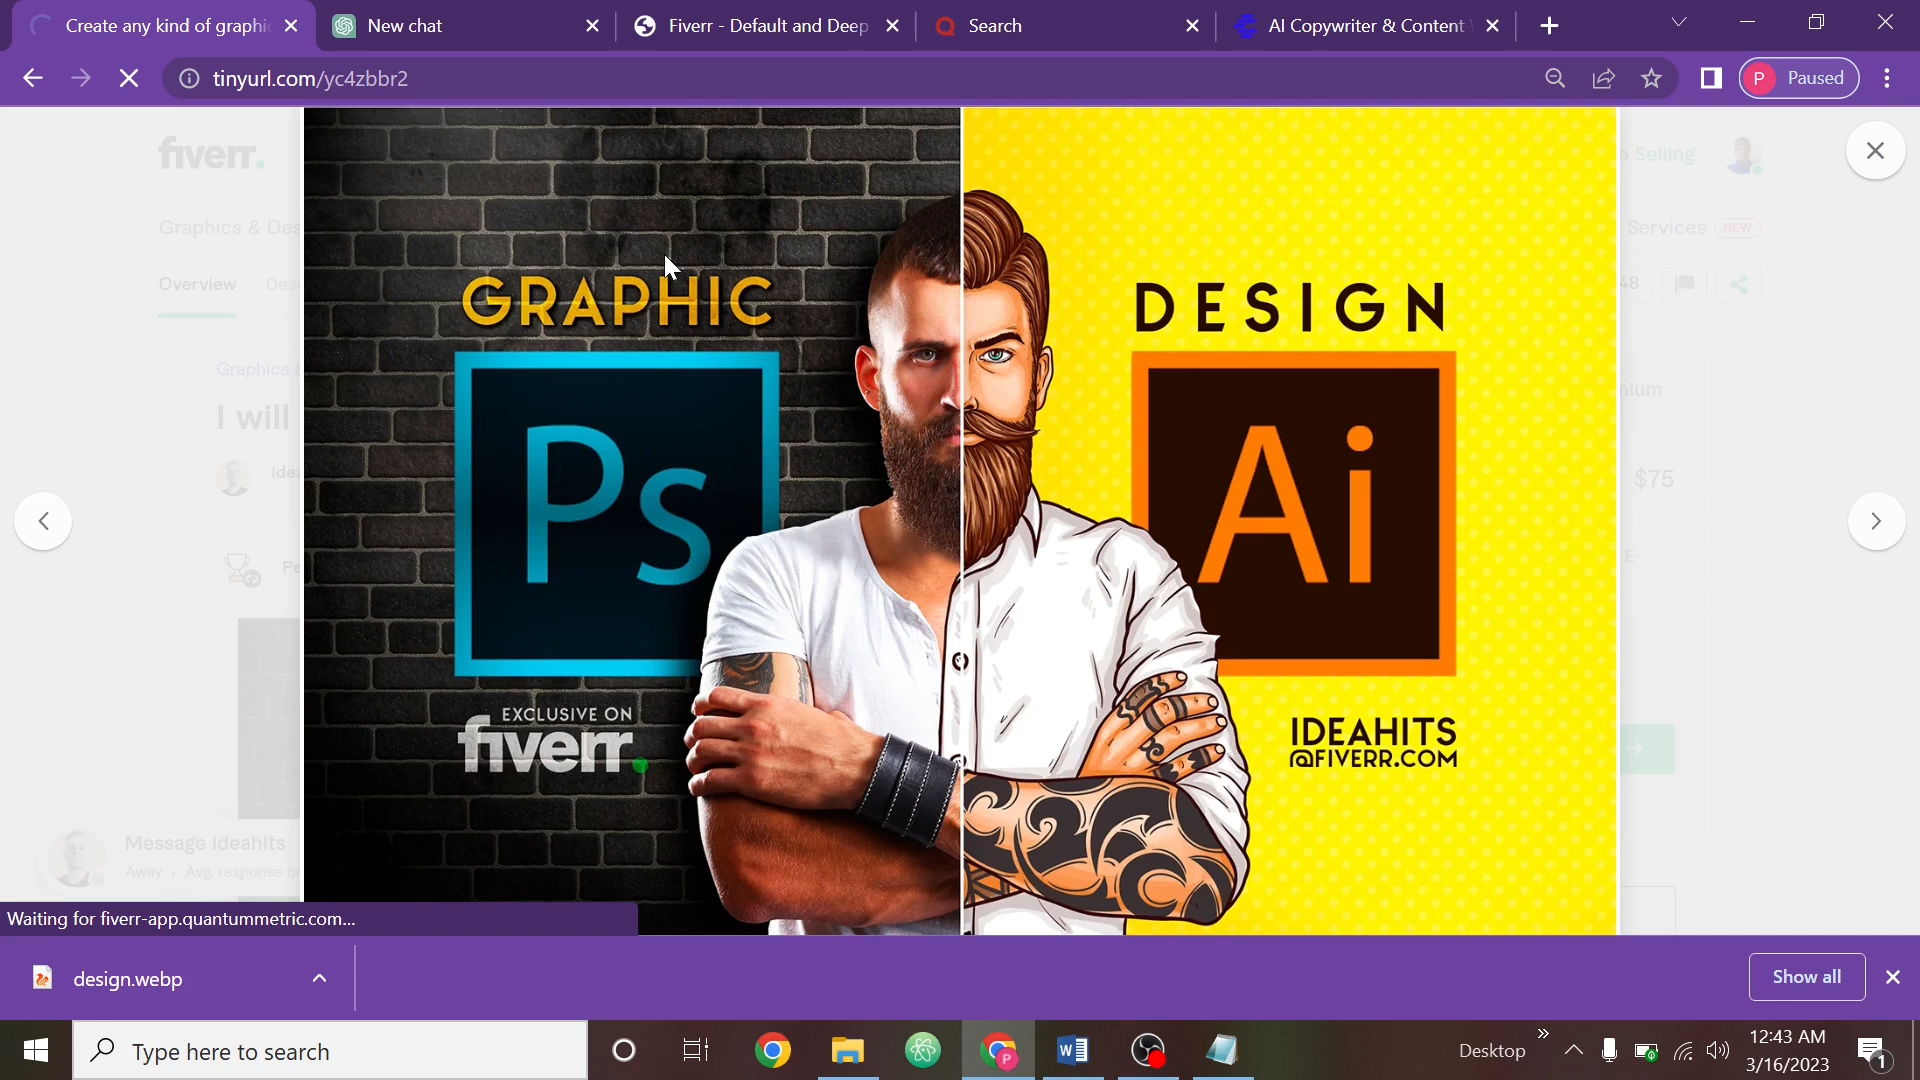 Create any kind of graphi
New chat
Fiverr - Default and Deep
Search
AI Copywriter & Content
tinyurl.com/yc4zbbr2
P
Paused
fiverr.
Selling
Graphics & Des
Services NEW
Overview Des
48
Graphics &
I will
$75
E-
Message Ideahits
Away • Avg. response
GRAPHIC
DESIGN
Ps
Ai
EXCLUSIVE ON
fiverr.
IDEAHITS
@FIVERR.COM
Waiting for fiverr-app.quantummetric.com...
design.webp
Show all
Type here to search
P
Desktop
12:43 AM
3/16/2023
1